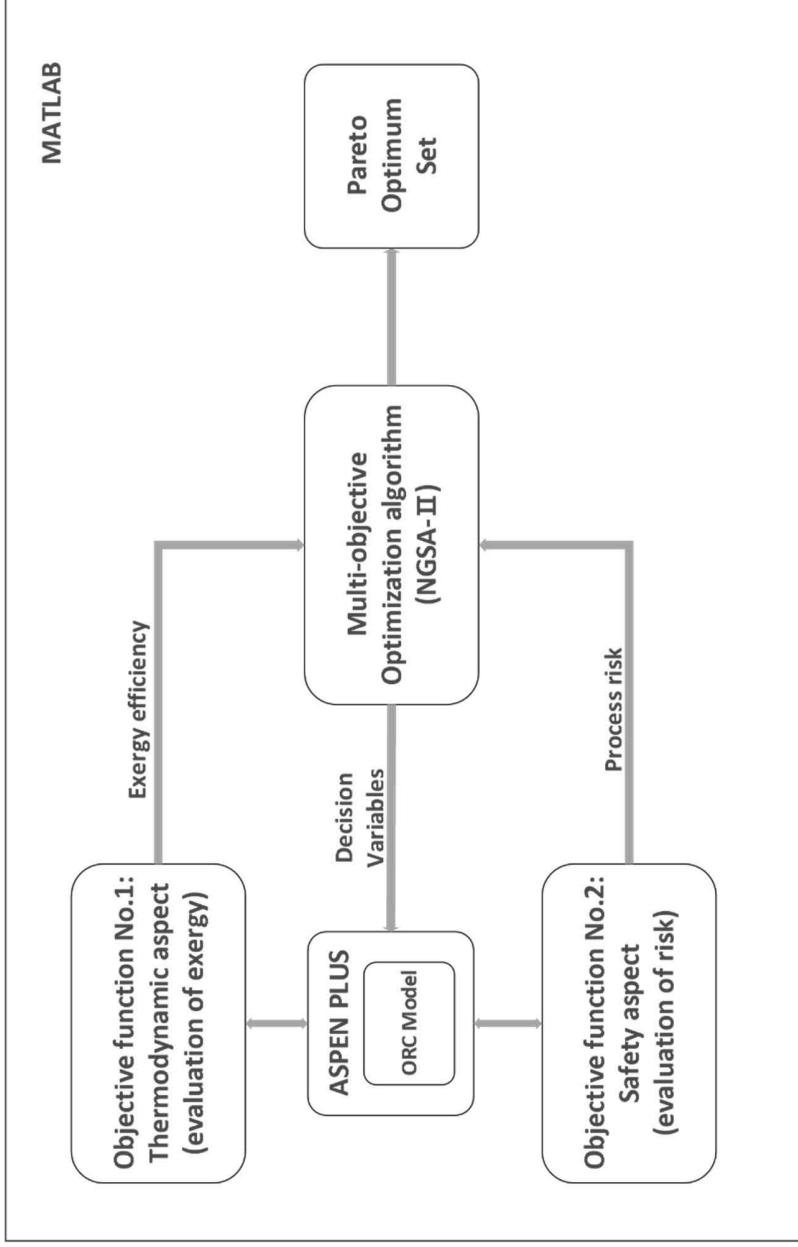 MATLAB
Objective function No.1:
Thermodynamic aspect
(evaluation of exergy)
Exergy efficiency
ASPEN PLUS
ORC Model
Decision
Variables
Multi-objective
Optimization algorithm
(NGSA-II)
Pareto
Optimum
Set
Objective function No.2:
Safety aspect
(evaluation of risk)
Process risk